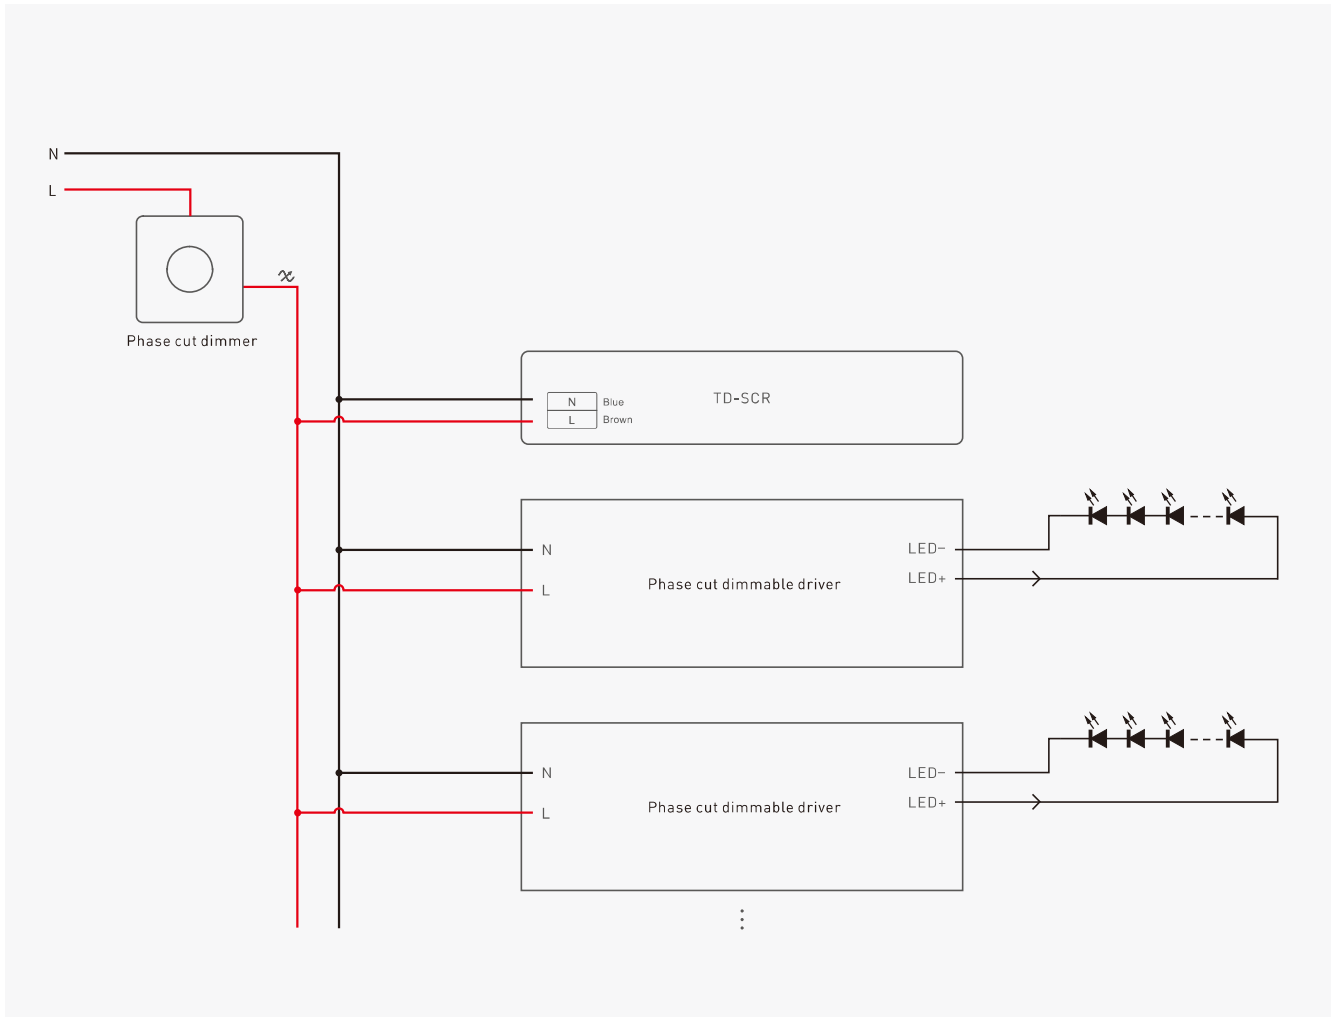 N
L
Phase cut dimmer
N Blue
L Brown
TD-SCR
N
L
Phase cut dimmable driver
LED-
LED+
N
L
Phase cut dimmable driver
LED-
LED+